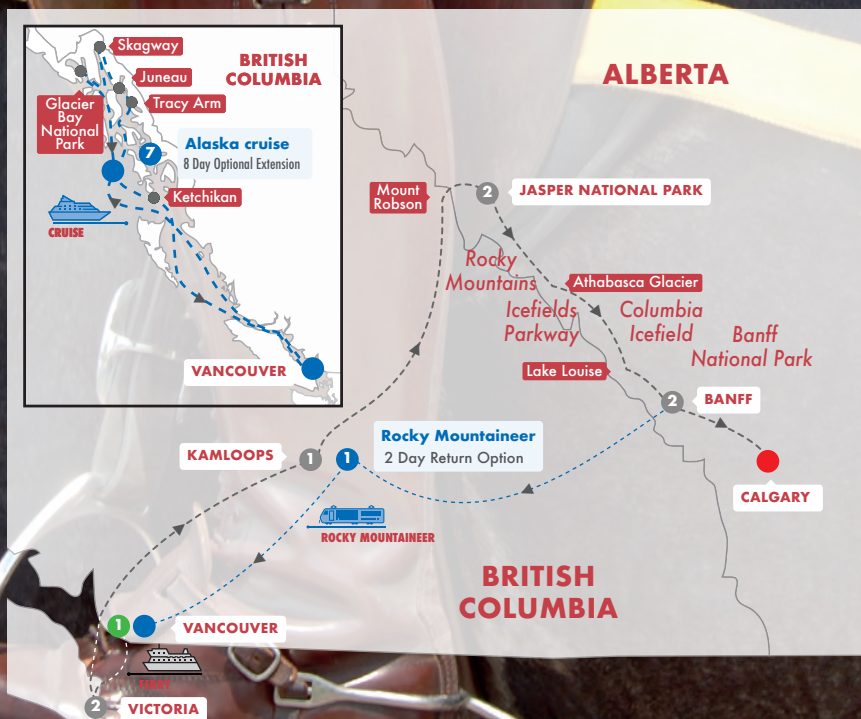 Skagway
BRITISH
COLUMBIA
Juneau
Tracy Arm
Glacier
Bay
National
Park
7
Alaska cruise
8 Day Optional Extension
Ketchikan
CRUISE
VANCOUVER
ALBERTA
Mount
Robson
2
JASPER NATIONAL PARK
Rocky
Mountains
Athabasca Glacier
Icefields
Parkway
Columbia
Icefield
Banff
National Park
Lake Louise
2
BANFF
KAMLOOPS
1
1
Rocky Mountaineer
2 Day Return Option
CALGARY
ROCKY MOUNTAINEER
BRITISH
COLUMBIA
1
VANCOUVER
FERRY
2
VICTORIA